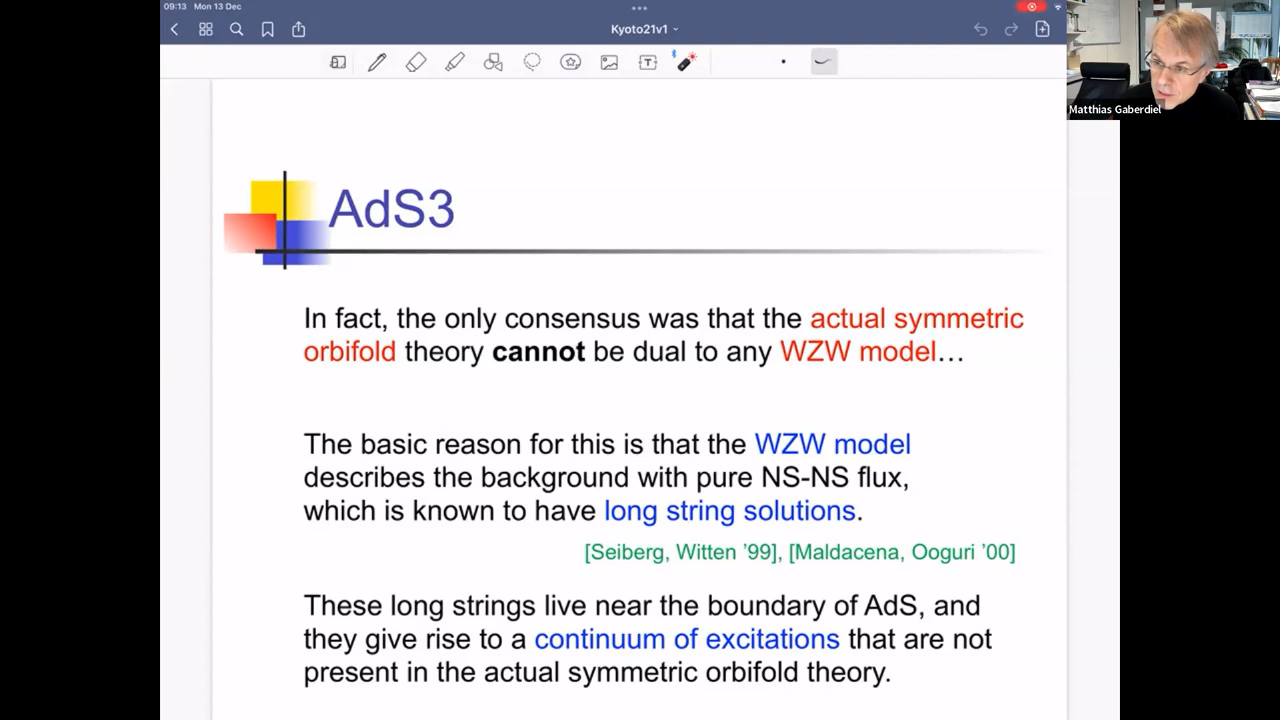 09:13 Mon 13 Dec
Kyoto21v1
Matthias Gaberdiel
AdS3
In fact, the only consensus was that the actual symmetric
orbifold theory cannot be dual to any WZW model…
The basic reason for this is that the WZW model
describes the background with pure NS-NS flux,
which is known to have long string solutions.
[Seiberg, Witten ’99], [Maldacena, Ooguri ’00]
These long strings live near the boundary of AdS, and
they give rise to a continuum of excitations that are not
present in the actual symmetric orbifold theory.